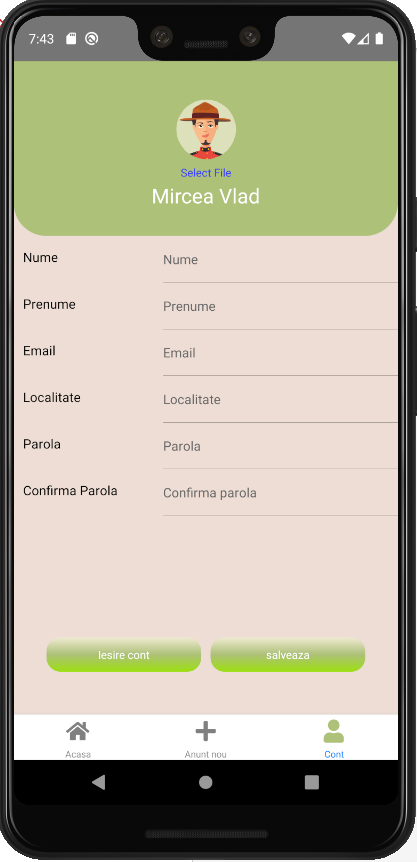 7:43
Select File
Mircea Vlad
Nume Nume
Prenume Prenume
Email Email
Localitate Localitate
Parola Parola
Confirma Parola Confirma parola
Iesire cont salveaza
Acasa Anunt nou Cont